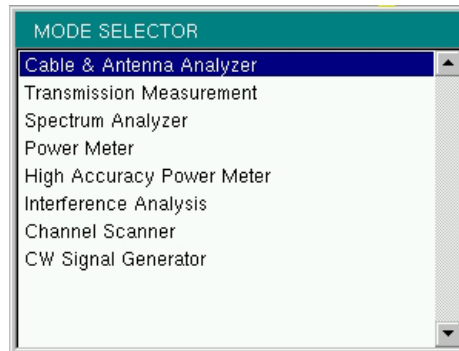 MODE SELECTOR
Cable & Antenna Analyzer
Transmission Measurement
Spectrum Analyzer
Power Meter
High Accuracy Power Meter
Interference Analysis
Channel Scanner
CW Signal Generator